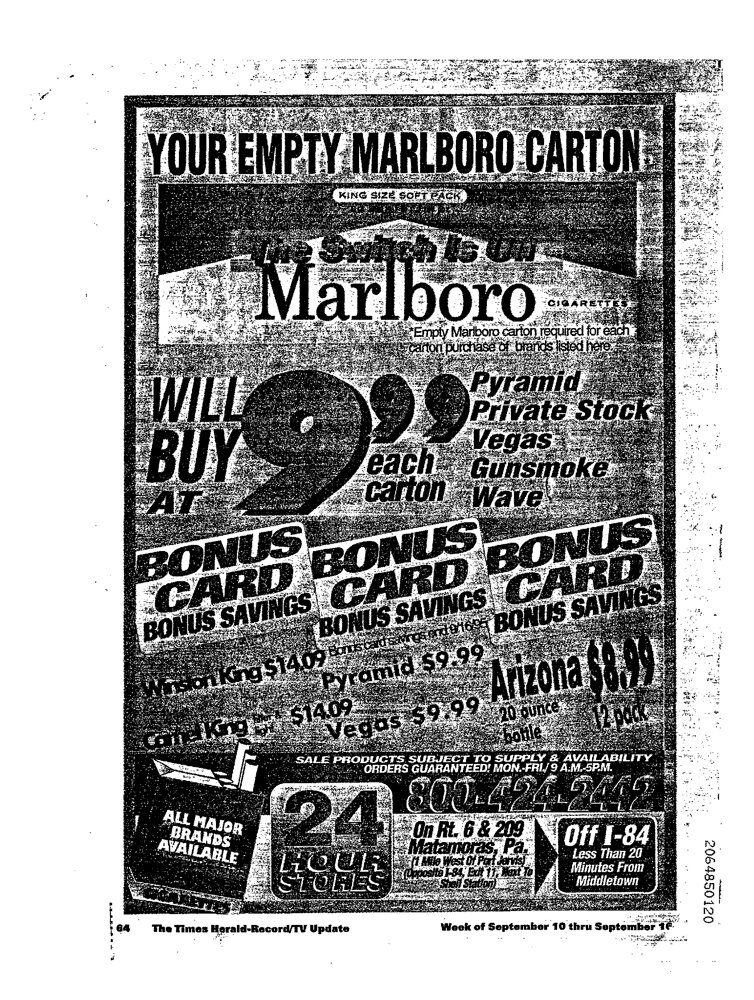 YOUR EMPTY MARLBORO CARTON
KING SIZE SOFT PACK
The Switch Is On
Marlboro
CIGARETTES
*Empty Marlboro carton required for each
carton purchase of brands listed here.
WILL
BUY
AT
9.99
each
carton
Pyramid
Private Stock
Vegas
Gunsmoke
Wave
BONUS
CARD
BONUS SAVINGS
BONUS
CARD
BONUS SAVINGS
BONUS
CARD
BONUS SAVINGS
Bonus card savings end 9/16/95
Winston King $14.09
Camel King $14.09
Pyramid $9.99
Vegas $9.99
Arizona $8.99
20 ounce
bottle
12 pack
SALE PRODUCTS SUBJECT TO SUPPLY & AVAILABILITY
ORDERS GUARANTEED! MON.-FRI./9 A.M.-5P.M.
800-424-2442
ALL MAJOR
BRANDS
AVAILABLE
CIGARETTES
24
HOUR
STORES
On Rt. 6 & 209
Matamoras, Pa.
(1 Mile West Of Port Jervis)
(Opposite I-84, Exit 11, Next To
Shell Station)
Off I-84
Less Than 20
Minutes From
Middletown
2064850120
64 The Times Herald-Record/TV Update Week of September 10 thru September 16